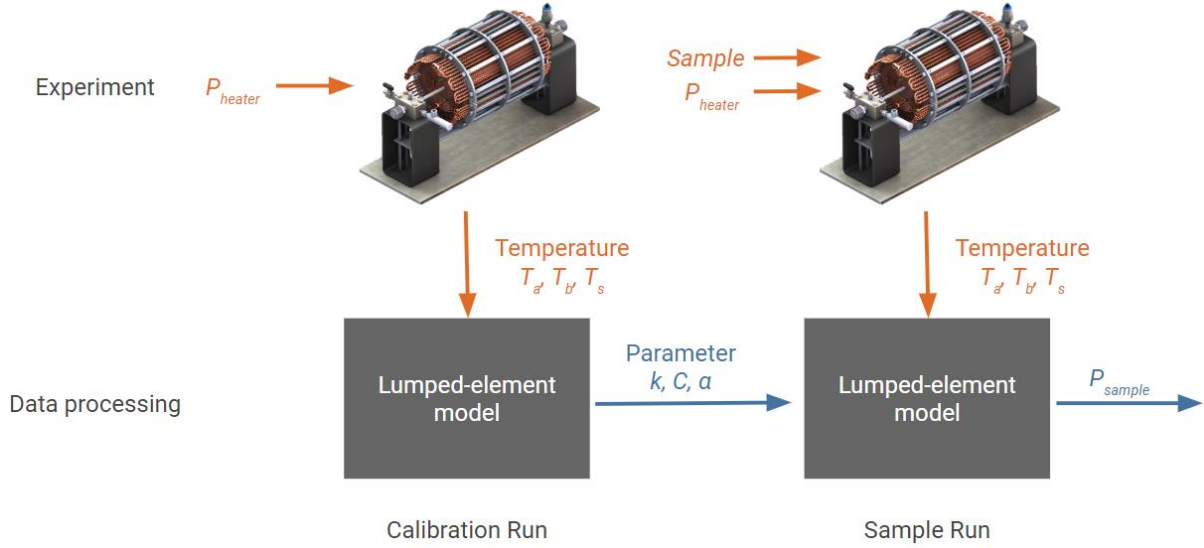 Experiment
P_heater
Sample
P_heater
Temperature
T_a, T_b, T_s
Temperature
T_a, T_b, T_s
Data processing
Lumped-element
model
Parameter
k, C, α
Lumped-element
model
P_sample
Calibration Run
Sample Run